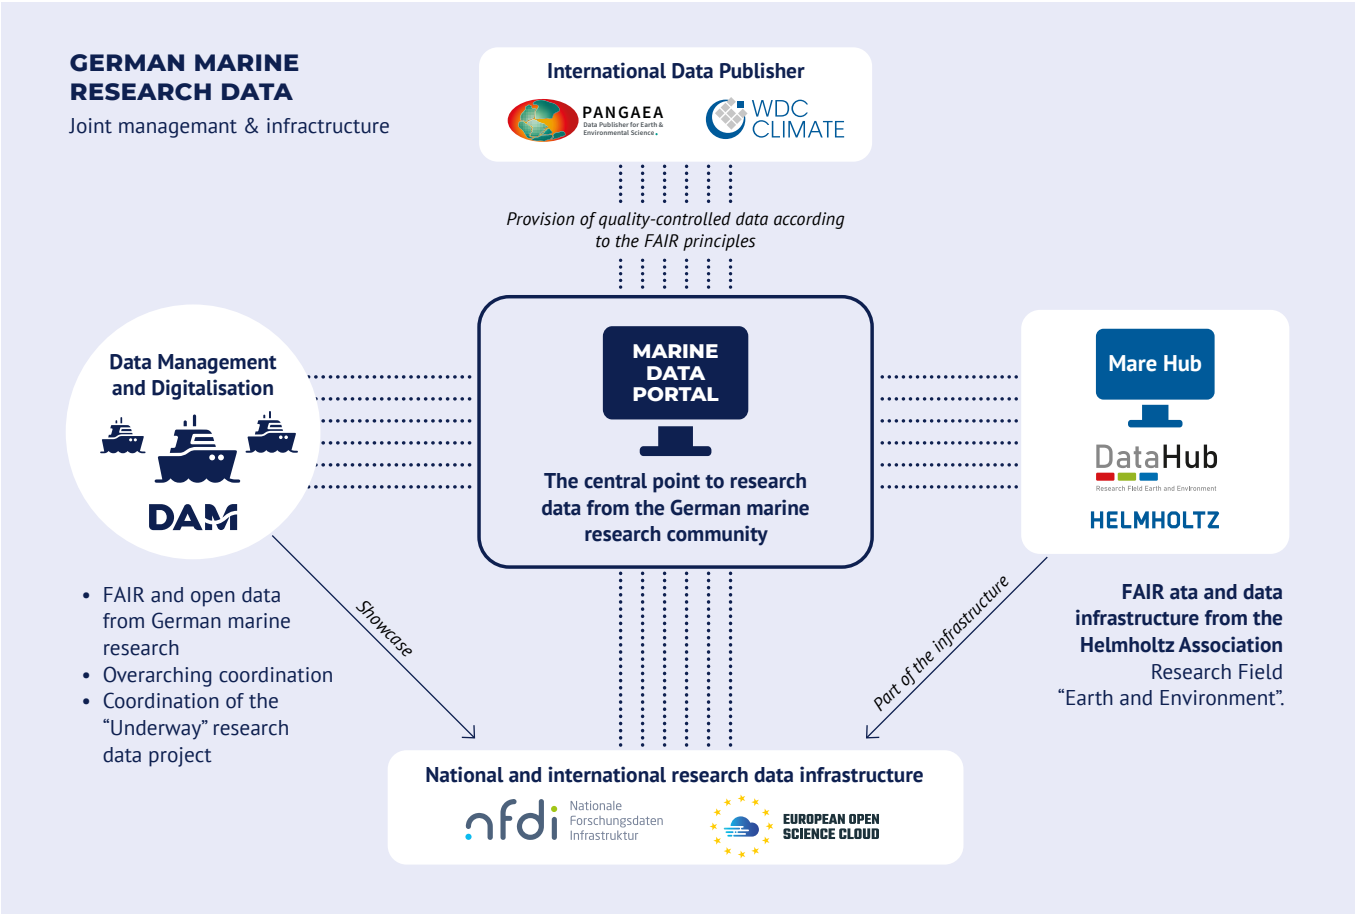 GERMAN MARINE
RESEARCH DATA
Joint managemant & infractructure
International Data Publisher
PANGAEA
Data Publisher for Earth &
Environmental Science.
WDC
CLIMATE
Provision of quality-controlled data according
to the FAIR principles
Data Management
and Digitalisation
DAM
MARINE
DATA
PORTAL
The central point to research
data from the German marine
research community
Mare Hub
DataHub
Research Field Earth and Environment
HELMHOLTZ
• FAIR and open data
from German marine
research
• Overarching coordination
• Coordination of the
“Underway” research
data project
Showcase
Part of the infrastructure
FAIR ata and data
infrastructure from the
Helmholtz Association
Research Field
“Earth and Environment”.
National and international research data infrastructure
nfdi
Nationale
Forschungsdaten
Infrastruktur
EUROPEAN OPEN
SCIENCE CLOUD